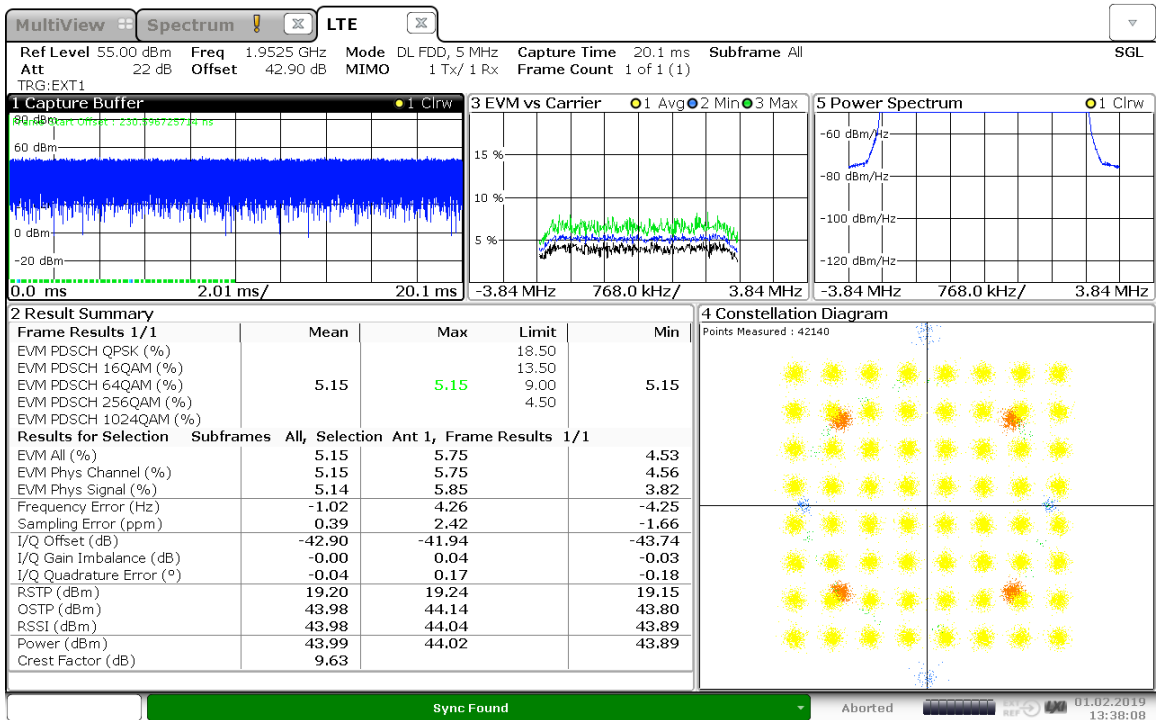 MultiView Spectrum ! LTE
Ref Level 55.00 dBm Freq 1.9525 GHz Mode DL FDD, 5 MHz Capture Time 20.1 ms Subframe All SGL
Att 22 dB Offset 42.90 dB MIMO 1 Tx/ 1 Rx Frame Count 1 of 1 (1)
TRG:EXT1
1 Capture Buffer 1 Clrw
80 dBm
Frame Start Offset : 230.596725714 ns
60 dBm
0 dBm
-20 dBm
0.0 ms 2.01 ms/ 20.1 ms
3 EVM vs Carrier 1 Avg 2 Min 3 Max
15 %
10 %
5 %
-3.84 MHz 768.0 kHz/ 3.84 MHz
5 Power Spectrum 1 Clrw
-60 dBm/Hz
-80 dBm/Hz
-100 dBm/Hz
-120 dBm/Hz
-3.84 MHz 768.0 kHz/ 3.84 MHz
2 Result Summary
Frame Results 1/1 Mean Max Limit Min
EVM PDSCH QPSK (%) 18.50
EVM PDSCH 16QAM (%) 13.50
EVM PDSCH 64QAM (%) 5.15 5.15 9.00 5.15
EVM PDSCH 256QAM (%) 4.50
EVM PDSCH 1024QAM (%)
Results for Selection Subframes All, Selection Ant 1, Frame Results 1/1
EVM All (%) 5.15 5.75 4.53
EVM Phys Channel (%) 5.15 5.75 4.56
EVM Phys Signal (%) 5.14 5.85 3.82
Frequency Error (Hz) -1.02 4.26 -4.25
Sampling Error (ppm) 0.39 2.42 -1.66
I/Q Offset (dB) -42.90 -41.94 -43.74
I/Q Gain Imbalance (dB) -0.00 0.04 -0.03
I/Q Quadrature Error (°) -0.04 0.17 -0.18
RSTP (dBm) 19.20 19.24 19.15
OSTP (dBm) 43.98 44.14 43.80
RSSI (dBm) 43.98 44.04 43.89
Power (dBm) 43.99 44.02 43.89
Crest Factor (dB) 9.63
4 Constellation Diagram
Points Measured : 42140
Sync Found
Aborted
EXT
REF
LXI
01.02.2019
13:38:08